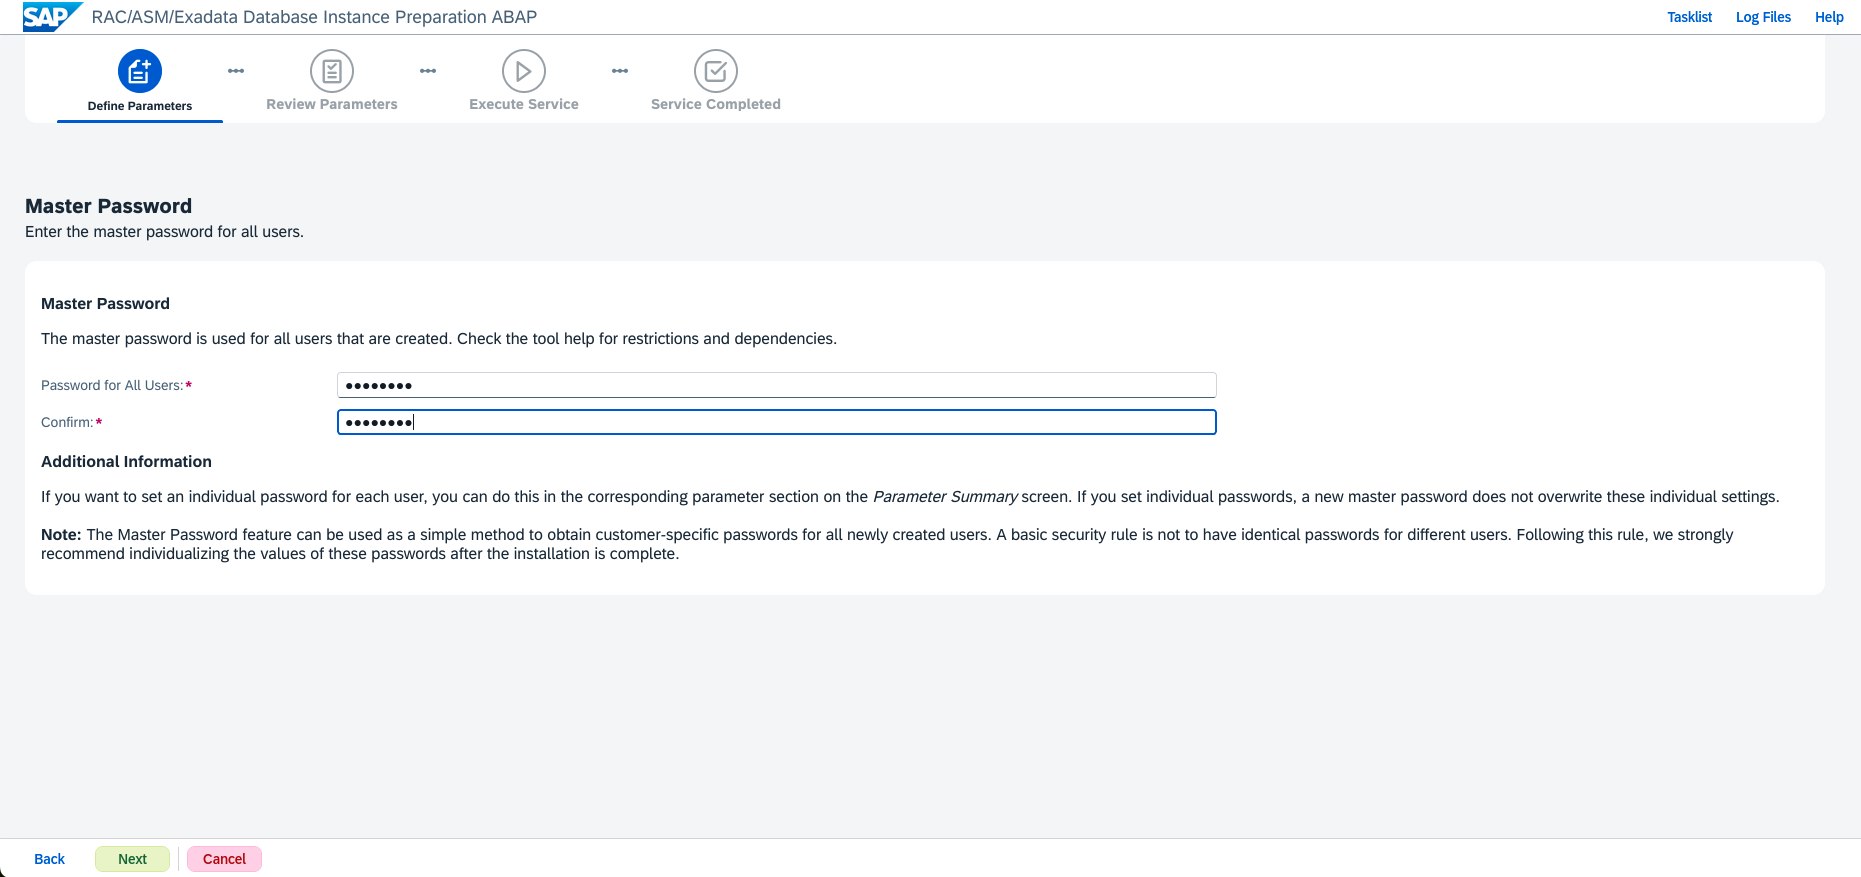 SAP RAC/ASM/Exadata Database Instance Preparation ABAP Tasklist Log Files Help
Define Parameters Review Parameters Execute Service Service Completed
Master Password
Enter the master password for all users.
Master Password
The master password is used for all users that are created. Check the tool help for restrictions and dependencies.
Password for All Users:* ••••••••
Confirm:* ••••••••
Additional Information
If you want to set an individual password for each user, you can do this in the corresponding parameter section on the Parameter Summary screen. If you set individual passwords, a new master password does not overwrite these individual settings.
Note: The Master Password feature can be used as a simple method to obtain customer-specific passwords for all newly created users. A basic security rule is not to have identical passwords for different users. Following this rule, we strongly
recommend individualizing the values of these passwords after the installation is complete.
Back Next Cancel